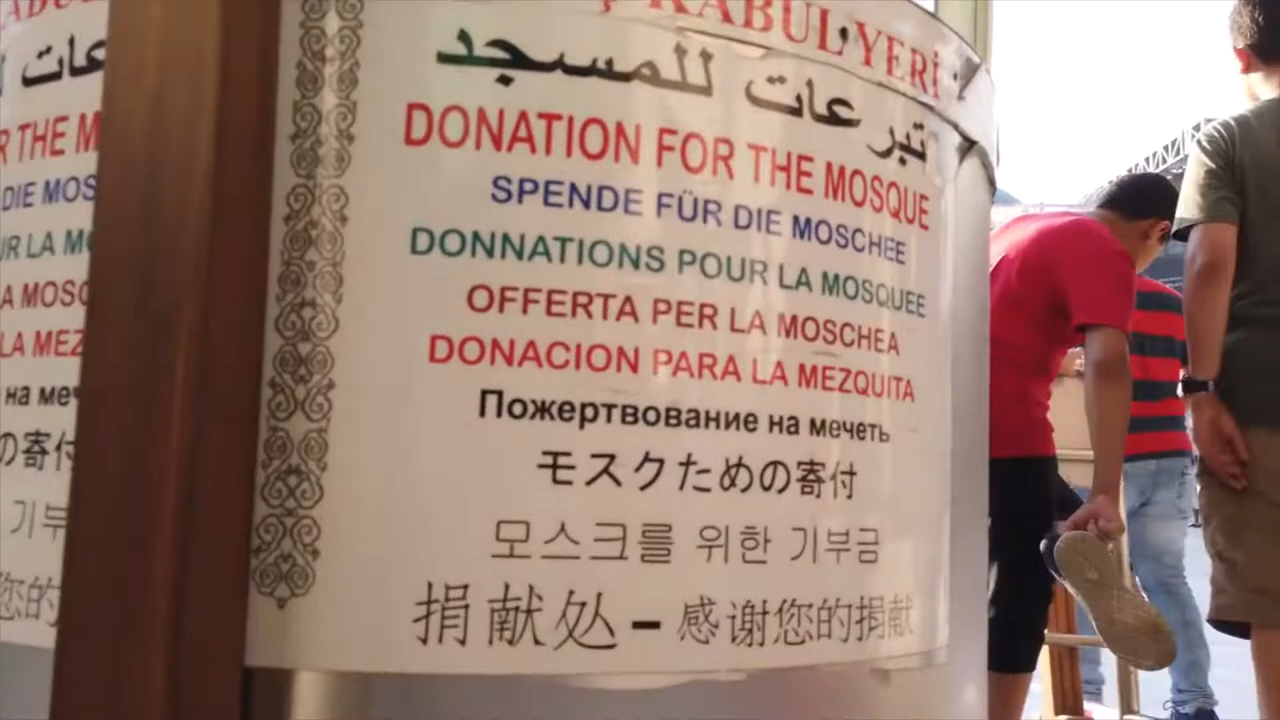 KABUL YERİ
تبرعات للمسجد
DONATION FOR THE MOSQUE
SPENDE FÜR DIE MOSCHEE
DONNATIONS POUR LA MOSQUEE
OFFERTA PER LA MOSCHEA
DONACION PARA LA MEZQUITA
Пожертвование на мечеть
モスクための寄付
모스크를 위한 기부금
捐献处-感谢您的捐献